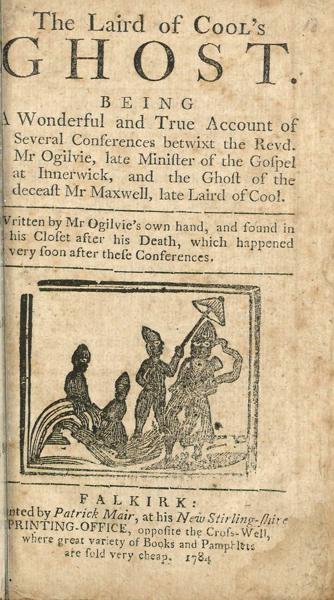 The Laird of COOL's
GHOST.
BEING
A Wonderful and True Account of
Several Conferences betwixt the Revd.
Mr Ogilvie, late Miniſter of the Goſpel
at Innerwick, and the Ghoſt of the
deceaſt Mr Maxwell, late Laird of Cool.
Written by Mr Ogilvie's own hand, and found in
his Cloſet after his Death, which happened
very ſoon after theſe Conferences.
FALKIRK:
nted by Patrick Mair, at his New Stirling-ſhire
PRINTING-OFFICE, oppoſite the Croſs-Well,
where great variety of Books and Pamphlets
are ſold very cheap. 1784